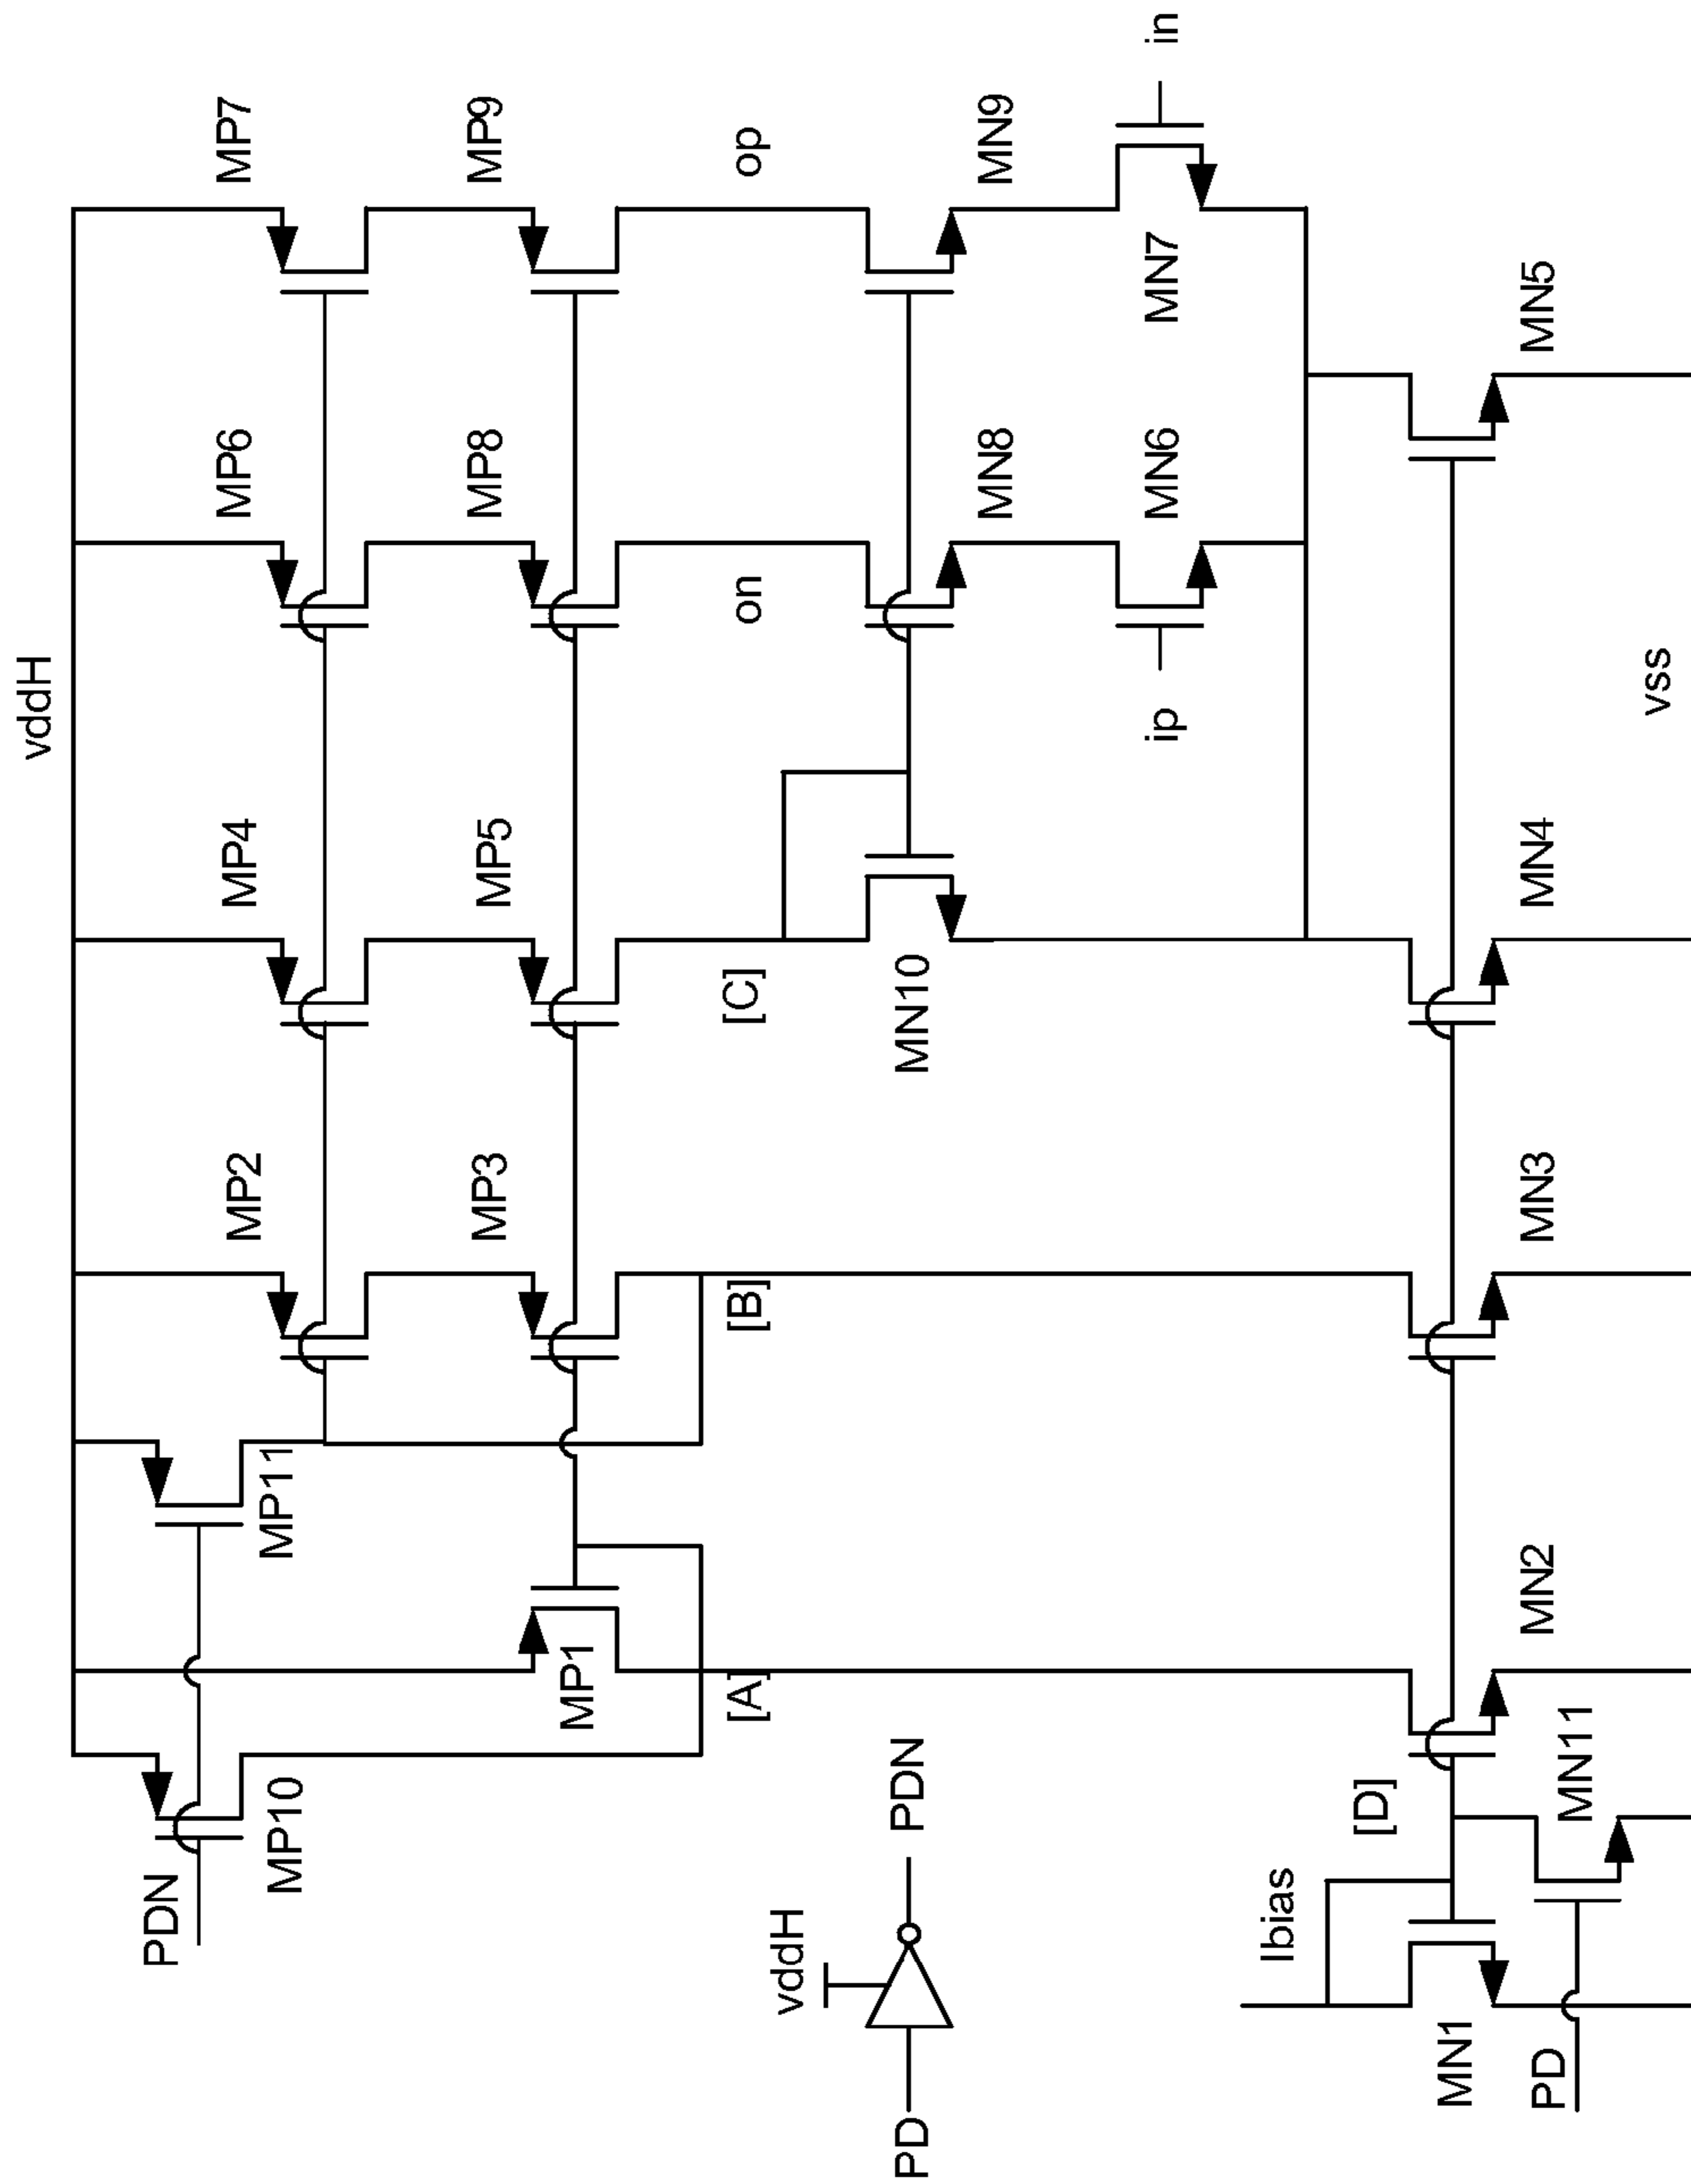 vddH
MP7
MP6
MP4
MP2
MP11
PDN
MP10
MP9
MP8
MP5
MP3
MP1
op
on
[C]
[B]
[A]
MN9
MN8
MN10
vddH
PD
PDN
in
MN7
MN6
ip
Ibias
[D]
MN5
MN4
MN3
MN2
MN11
MN1
PD
vss